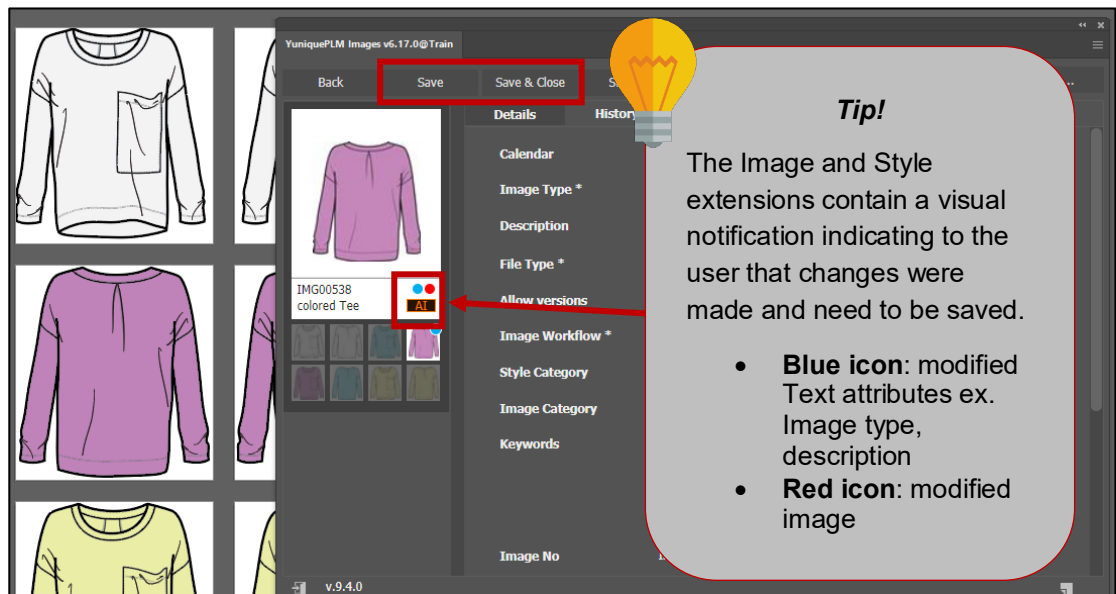 YuniquePLM Images v6.17.0@Train
Back Save Save & Close
Details History
Calendar
Image Type *
Description
File Type *
Allow versions
Image Workflow *
Style Category
Image Category
Keywords
Image No
IMG00538
colored Tee
AI
v.9.4.0
Tip!
The Image and Style
extensions contain a visual
notification indicating to the
user that changes were
made and need to be saved.
• Blue icon: modified
Text attributes ex.
Image type,
description
• Red icon: modified
image